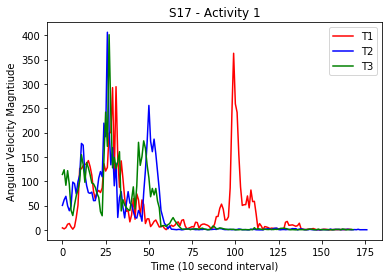 S17 - Activity 1
Angular Velocity Magntiude
400
350
300
250
200
150
100
50
0
0
25
50
75
100
125
150
175
Time (10 second interval)
T1
T2
T3